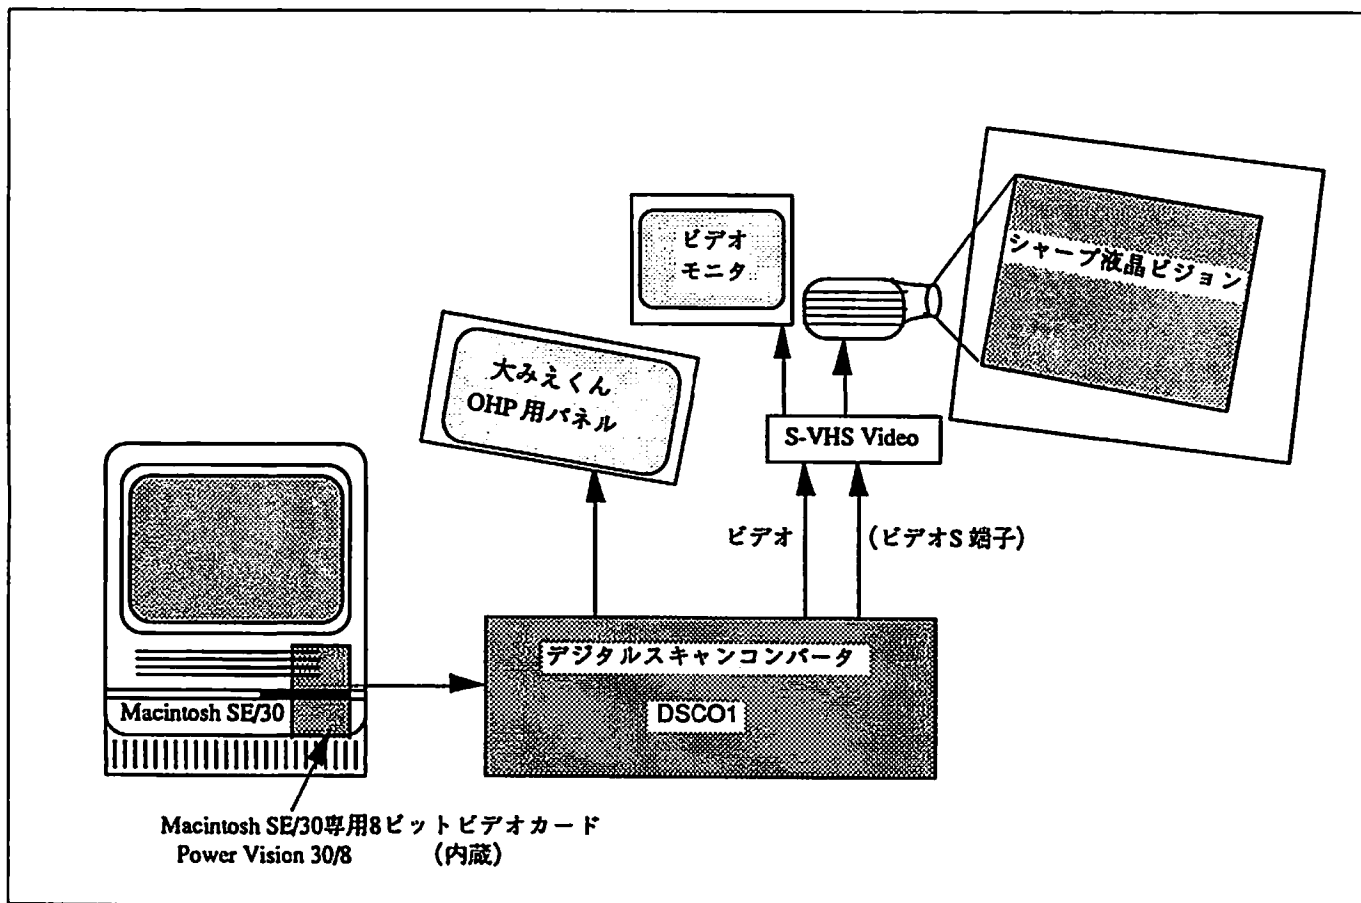 シャープ液晶ビジョン
ビデオ
モニタ
大みえくん
OHP 用パネル
S-VHS Video
ビデオ
(ビデオS 端子)
デジタルスキャンコンバータ
DSCO1
Macintosh SE/30
Macintosh SE/30専用8ビットビデオカード
Power Vision 30/8 (内蔵)